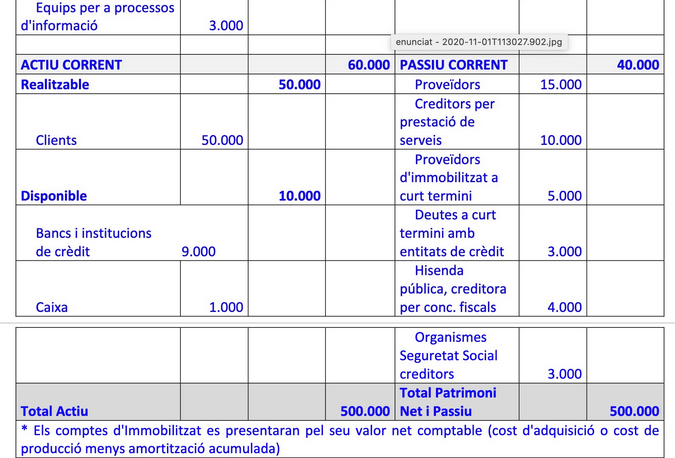 Equips per a processos
d'informació 3.000
enunciat - 2020-11-01T113027.902.jpg
ACTIU CORRENT 60.000 PASSIU CORRENT 40.000
Realitzable 50.000 Proveïdors 15.000
Creditors per
prestació de
Clients 50.000 serveis 10.000
Proveïdors
d'immobilitzat a
Disponible 10.000 curt termini 5.000
Deutes a curt
Bancs i institucions termini amb
de crèdit 9.000 entitats de crèdit 3.000
Hisenda
pública, creditora
Caixa 1.000 per conc. fiscals 4.000
Organismes
Seguretat Social
creditors 3.000
Total Patrimoni
Total Actiu 500.000 Net i Passiu 500.000
* Els comptes d'Immobilitzat es presentaran pel seu valor net comptable (cost d'adquisició o cost de
producció menys amortització acumulada)